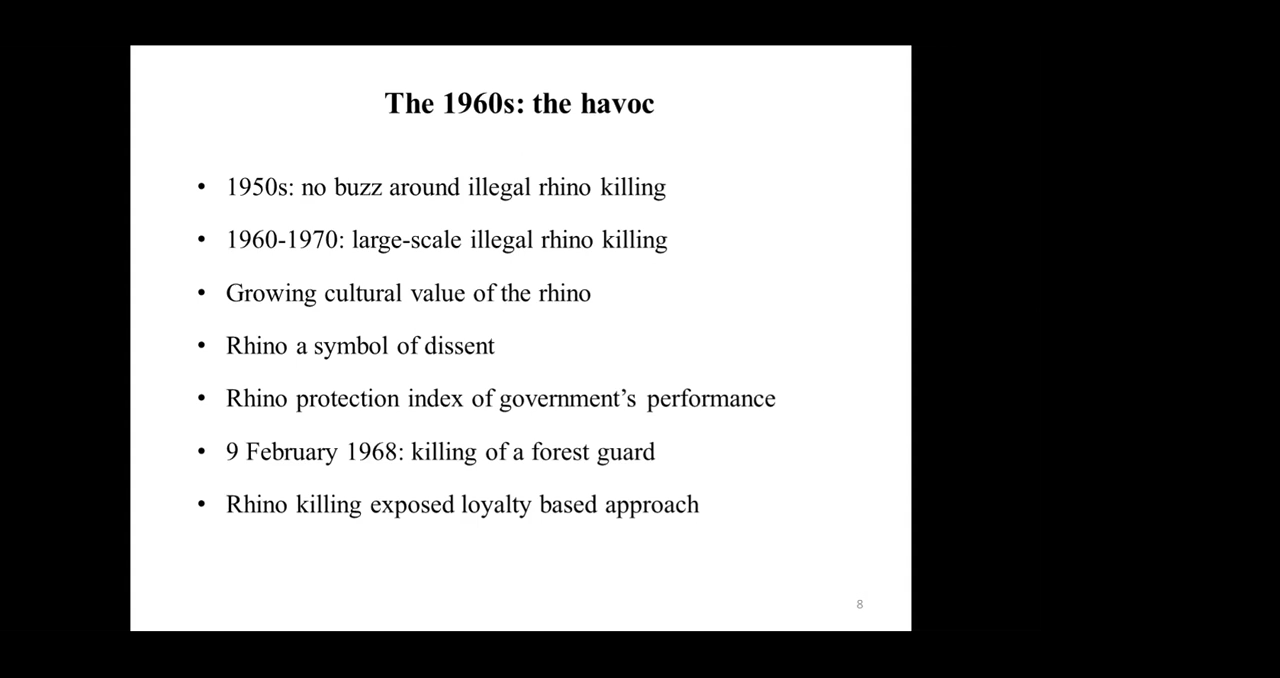 The 1960s: the havoc
• 1950s: no buzz around illegal rhino killing
• 1960-1970: large-scale illegal rhino killing
• Growing cultural value of the rhino
• Rhino a symbol of dissent
• Rhino protection index of government’s performance
• 9 February 1968: killing of a forest guard
• Rhino killing exposed loyalty based approach
8